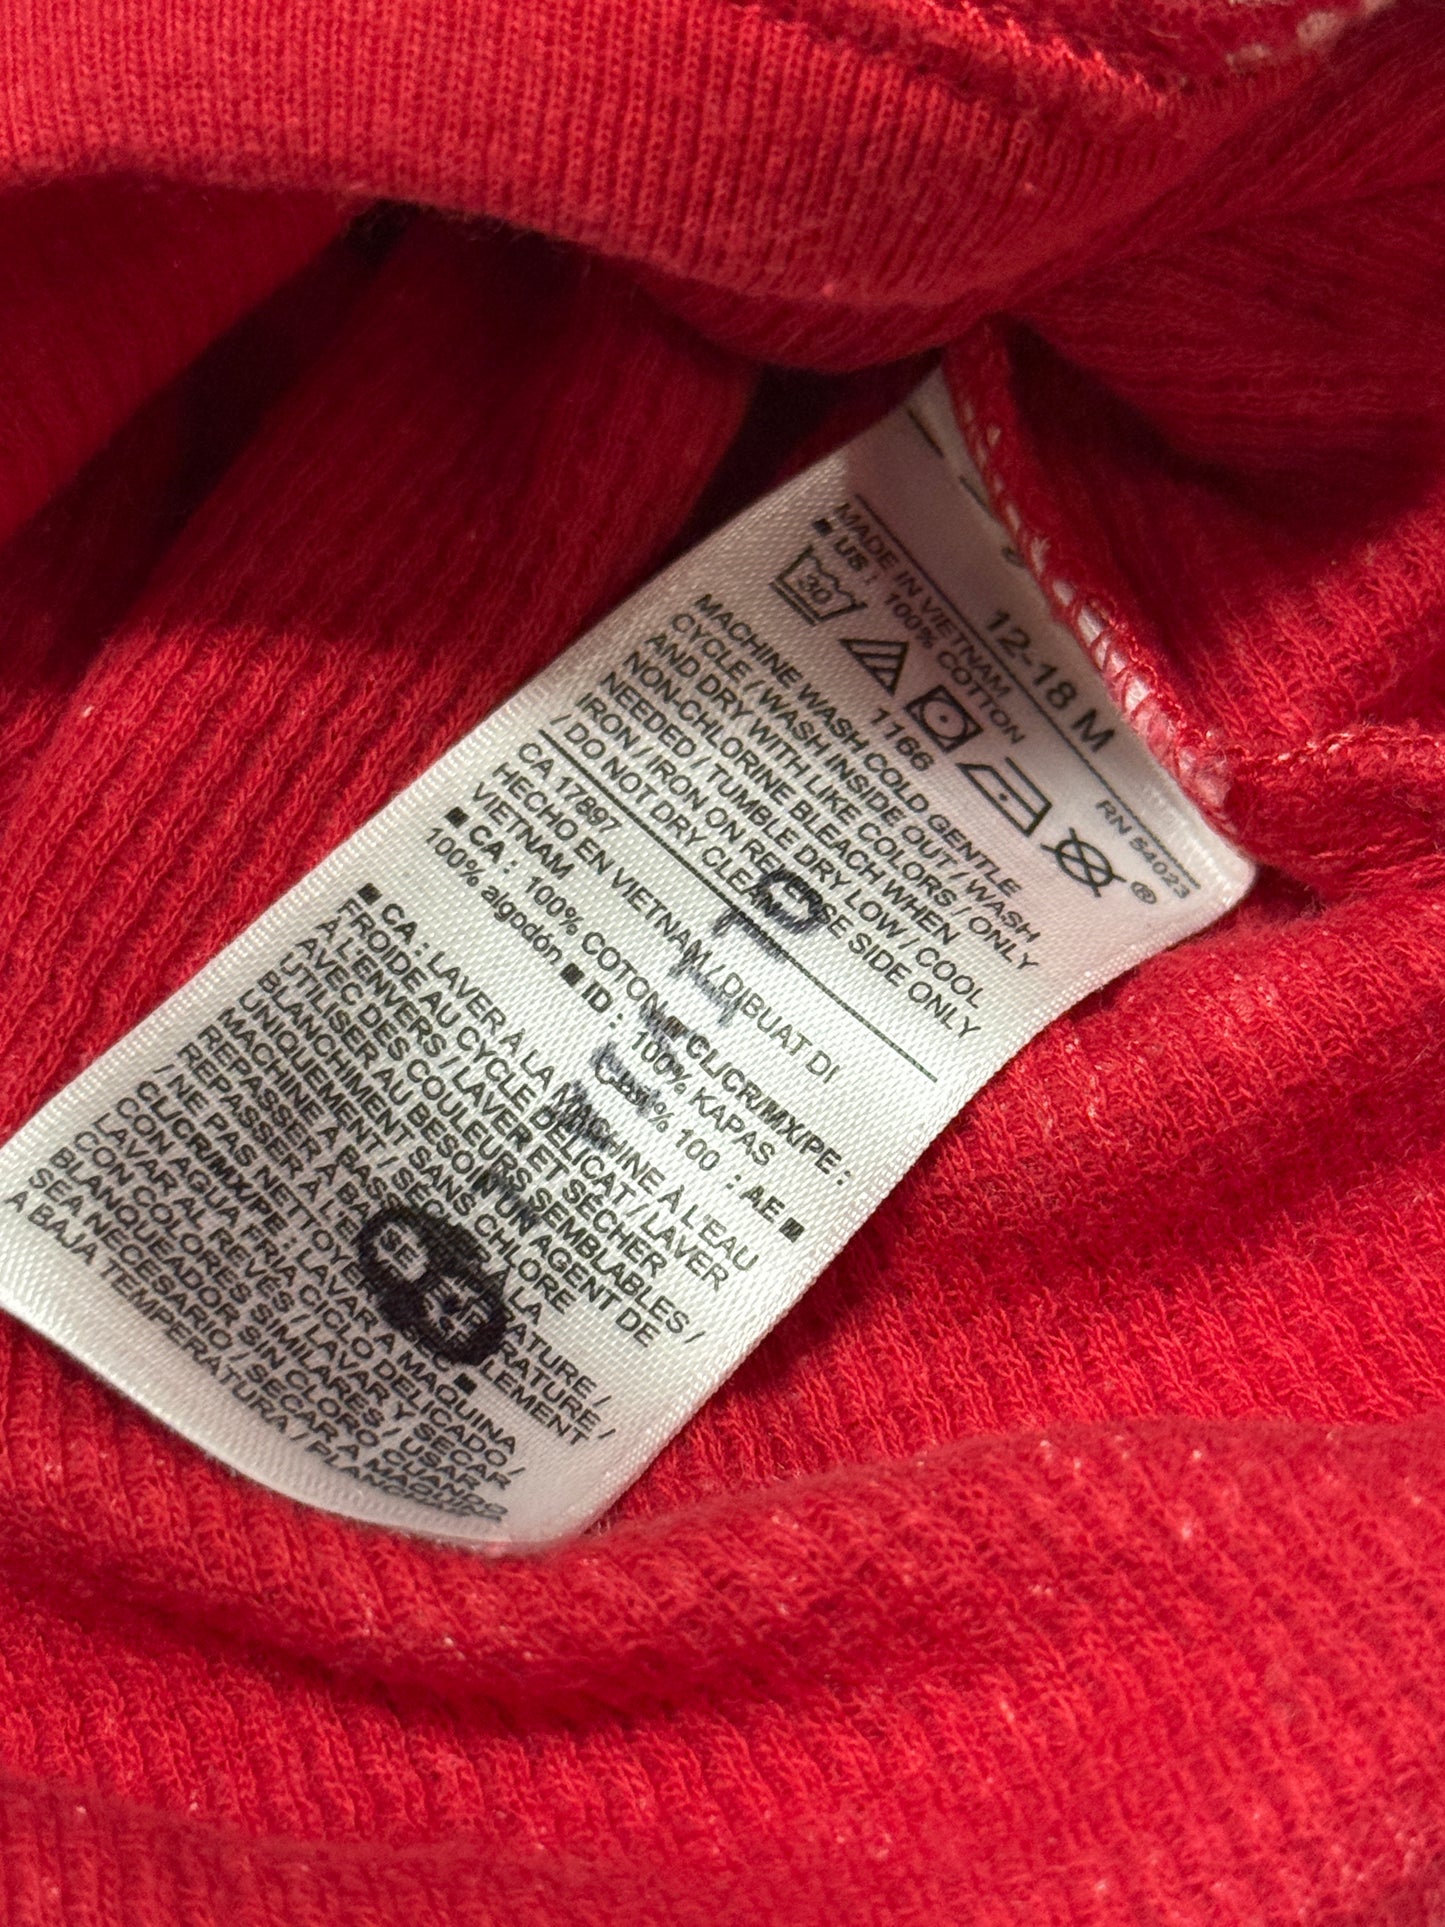 12-18 M
RN 54023
MADE IN VIETNAM
■ US : 100% COTTON
30
®
1166
MACHINE WASH COLD GENTLE
CYCLE / WASH INSIDE OUT / WASH
AND DRY WITH LIKE COLORS / ONLY
NON-CHLORINE BLEACH WHEN
NEEDED / TUMBLE DRY LOW / COOL
IRON / IRON ON REVERSE SIDE ONLY
/ DO NOT DRY CLEAN
CA 17897
HECHO EN VIETNAM / DIBUAT DI
VIETNAM
■ CA : 100% COTON ■ CL/CR/MX/PE :
100% algodón ■ ID : 100% KAPAS
100 : AE ■
■ CA : LAVER À LA MACHINE À L'EAU
FROIDE AU CYCLE DÉLICAT / LAVER
À L'ENVERS / LAVER ET SÉCHER
AVEC DES COULEURS SEMBLABLES /
UTILISER AU BESOIN UN AGENT DE
BLANCHIMENT SANS CHLORE
UNIQUEMENT / SÉCHER À LA
MACHINE À BASSE TEMPÉRATURE /
REPASSER À BASSE TEMPÉRATURE /
REPASSER À L'ENVERS SEULEMENT
/ NE PAS NETTOYER À SEC ■
CL/CR/MX/PE : LAVAR A MAQUINA
CON AGUA FRIA CICLO DELICADO /
LAVAR AL REVÉS / LAVAR Y SECAR
CON COLORES SIMILARES / USAR
BLANQUEADOR SIN CLORO CUANDO
SEA NECESARIO / SECAR A MAQUINA
A BAJA TEMPERATURA / PLANCHAR